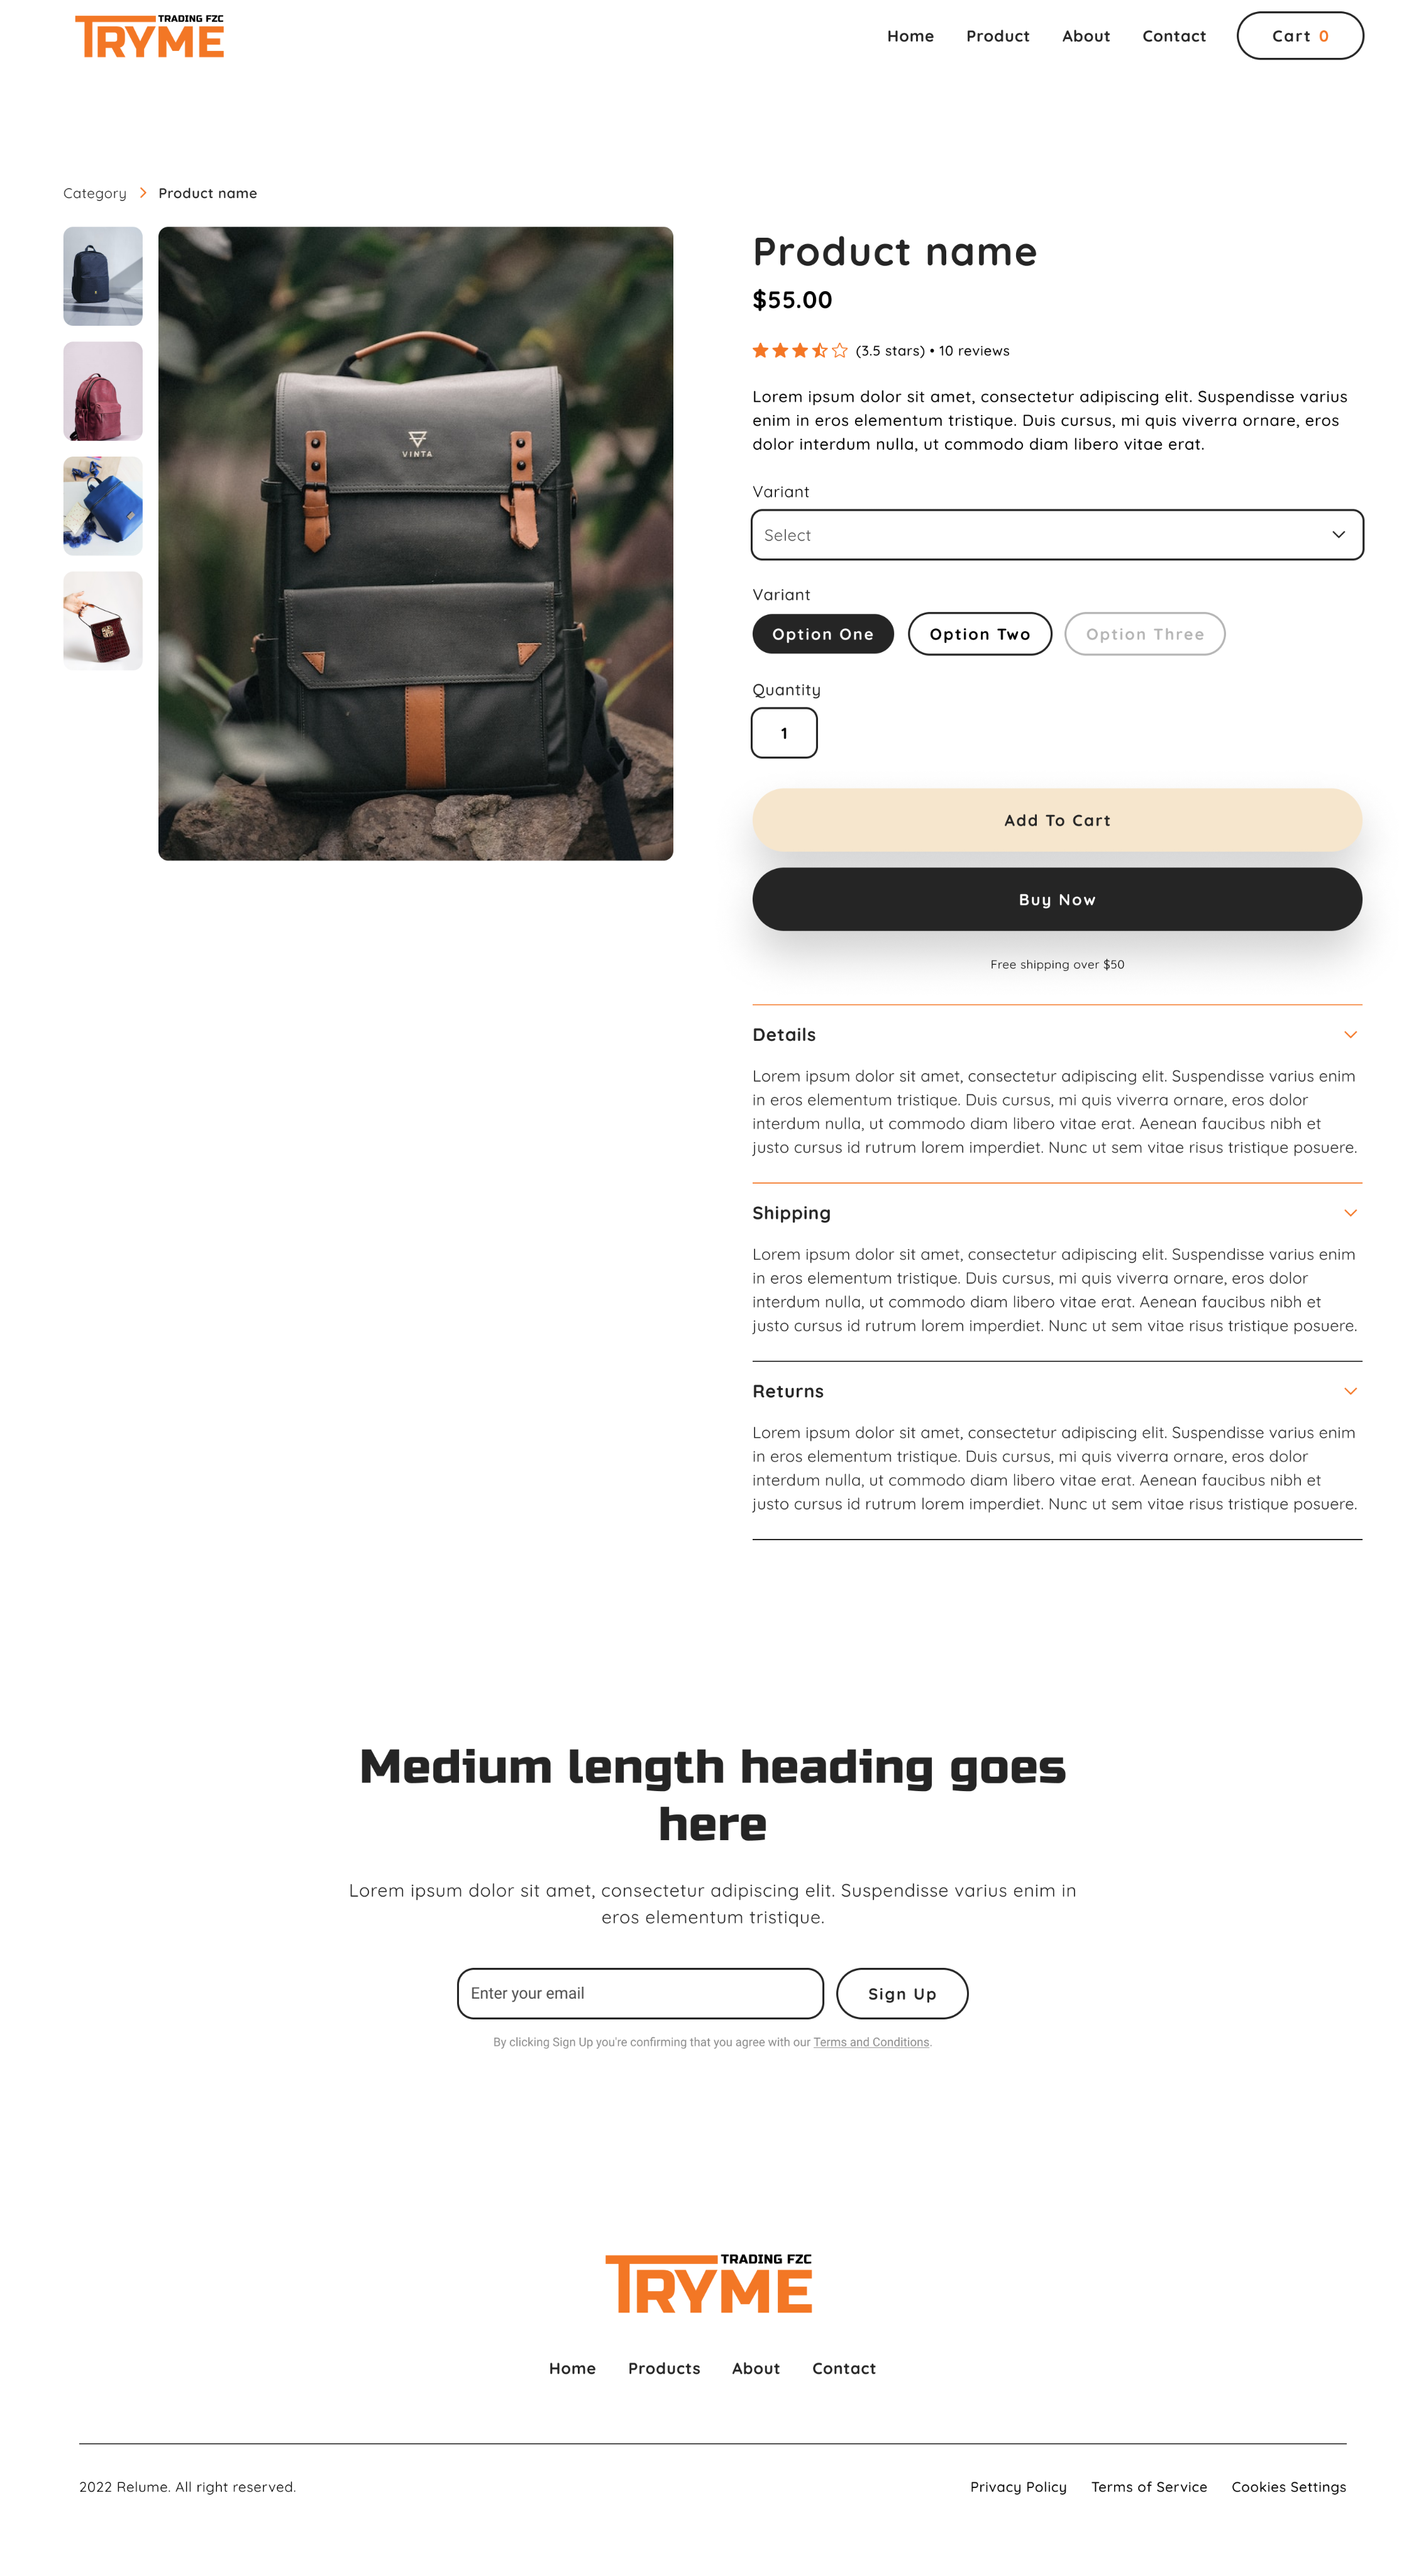 TRADING FZC
TRYME
Home Product About Contact Cart 0
Category Product name
VINTA
Product name
$55.00
(3.5 stars) • 10 reviews
Lorem ipsum dolor sit amet, consectetur adipiscing elit. Suspendisse varius
enim in eros elementum tristique. Duis cursus, mi quis viverra ornare, eros
dolor interdum nulla, ut commodo diam libero vitae erat.
Variant
Select
Variant
Option One Option Two Option Three
Quantity
1
Add To Cart
Buy Now
Free shipping over $50
Details
Lorem ipsum dolor sit amet, consectetur adipiscing elit. Suspendisse varius enim
in eros elementum tristique. Duis cursus, mi quis viverra ornare, eros dolor
interdum nulla, ut commodo diam libero vitae erat. Aenean faucibus nibh et
justo cursus id rutrum lorem imperdiet. Nunc ut sem vitae risus tristique posuere.
Shipping
Lorem ipsum dolor sit amet, consectetur adipiscing elit. Suspendisse varius enim
in eros elementum tristique. Duis cursus, mi quis viverra ornare, eros dolor
interdum nulla, ut commodo diam libero vitae erat. Aenean faucibus nibh et
justo cursus id rutrum lorem imperdiet. Nunc ut sem vitae risus tristique posuere.
Returns
Lorem ipsum dolor sit amet, consectetur adipiscing elit. Suspendisse varius enim
in eros elementum tristique. Duis cursus, mi quis viverra ornare, eros dolor
interdum nulla, ut commodo diam libero vitae erat. Aenean faucibus nibh et
justo cursus id rutrum lorem imperdiet. Nunc ut sem vitae risus tristique posuere.
Medium length heading goes
here
Lorem ipsum dolor sit amet, consectetur adipiscing elit. Suspendisse varius enim in
eros elementum tristique.
Enter your email Sign Up
By clicking Sign Up you're confirming that you agree with our Terms and Conditions.
TRADING FZC
TRYME
Home Products About Contact
2022 Relume. All right reserved. Privacy Policy Terms of Service Cookies Settings